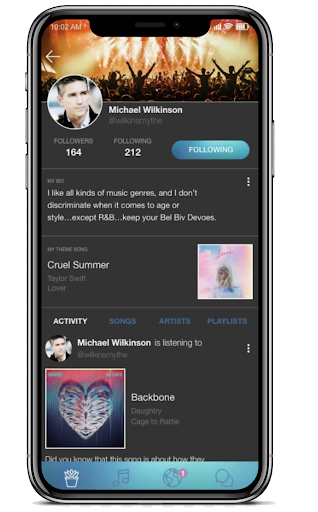 10:02 AM
Michael Wilkinson
@wilkinsmythe
FOLLOWERS
FOLLOWING
164
212
FOLLOWING
MY BIO
I like all kinds of music genres, and I don't
discriminate when it comes to age or
style...except R&B...keep your Bel Biv Devoes.
MY THEME SONG
Cruel Summer
Taylor Swift
Lover
ACTIVITY
SONGS
ARTISTS
PLAYLISTS
Michael Wilkinson is listening to
@wilkinsmythe
Backbone
Daughtry
Cage to Rattle
Did you know that this song is about how they
1